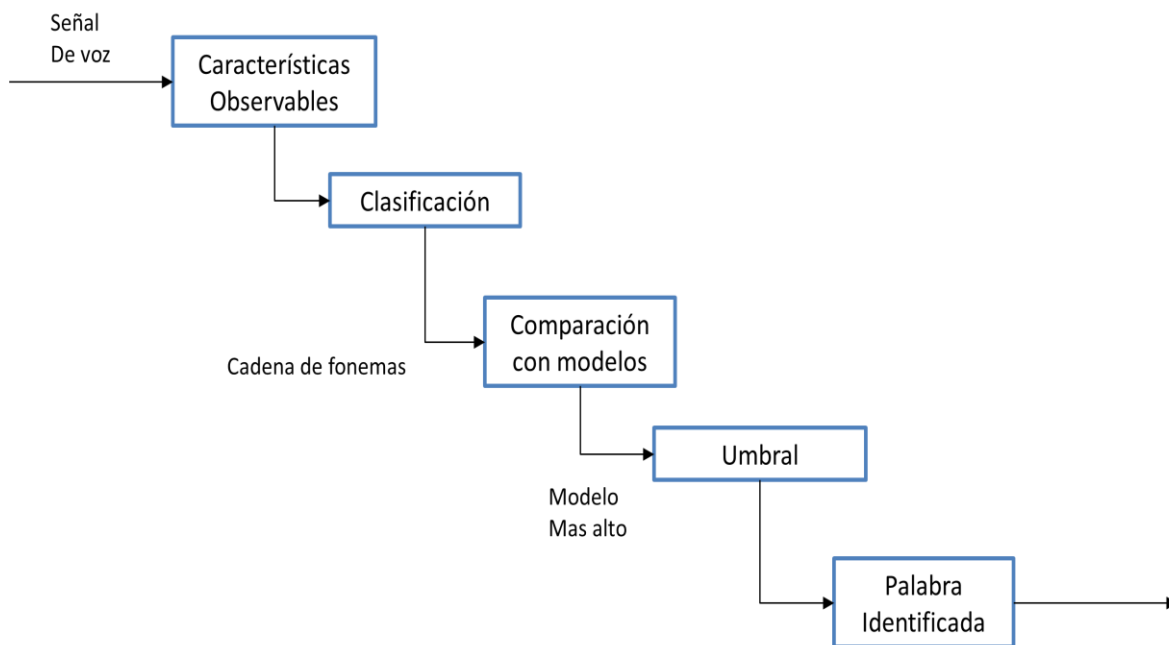 Señal
De voz
Características
Observables
Clasificación
Comparación
con modelos
Cadena de fonemas
Umbral
Modelo
Mas alto
Palabra
Identificada